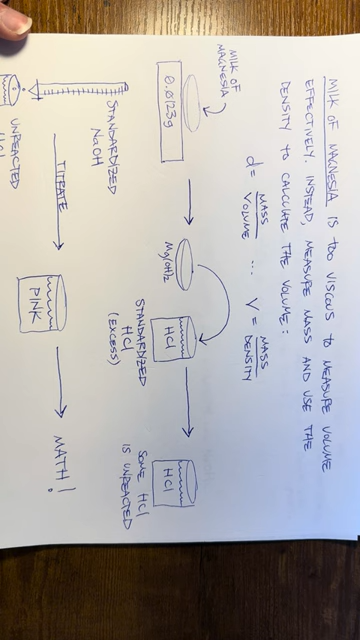 MILK OF MAGNESIA IS TOO VISCOUS TO MEASURE VOLUME
EFFECTIVELY. INSTEAD, MEASURE MASS AND USE THE
DENSITY TO CALCULATE THE VOLUME:
d = MASS / VOLUME ... V = MASS / DENSITY
MILK OF
MAGNESIA
0.0123g
Mg(OH)2
HCl
STANDARDIZED
HCl
(EXCESS)
HCl
SOME HCl
IS UNREACTED
STANDARDIZED
NaOH
UNREACTED
HCl
TITRATE
PINK
MATH!